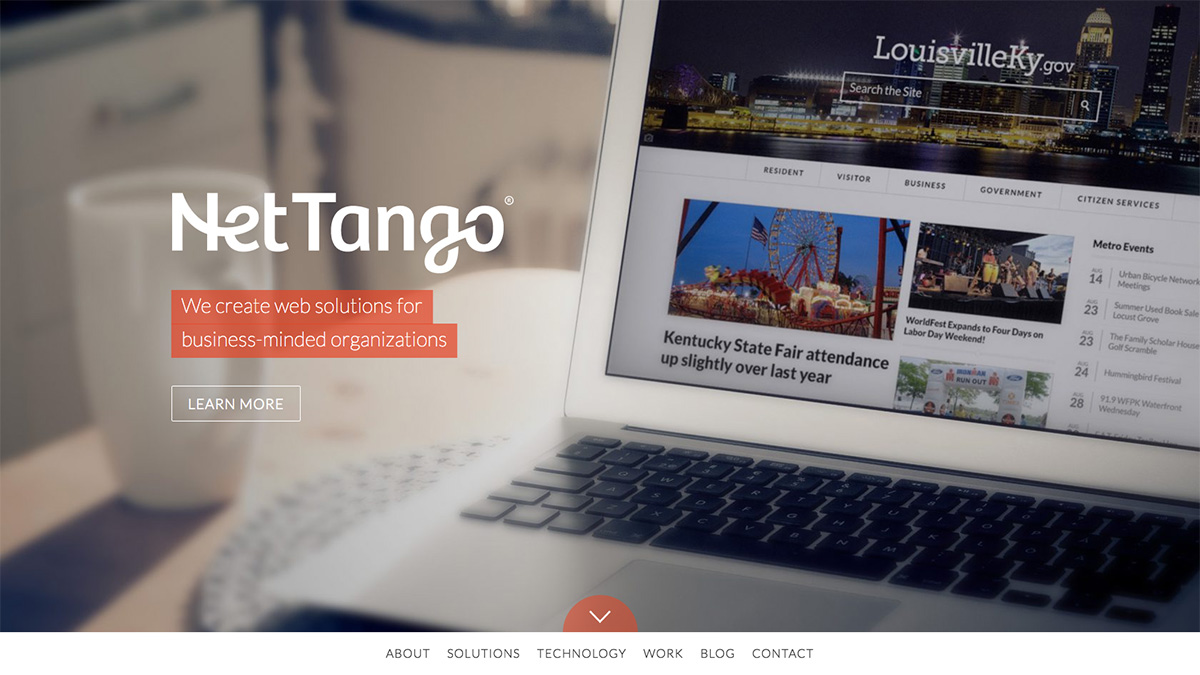 NetTango®
We create web solutions for
business-minded organizations
LEARN MORE
LouisvilleKy.gov
Search the Site
RESIDENT
VISITOR
BUSINESS
GOVERNMENT
CITIZEN SERVICES
Kentucky State Fair attendance
up slightly over last year
WorldFest Expands to Four Days on
Labor Day Weekend!
IRONMAN
RUN OUT
Metro Events
AUG
14
Urban Bicycle Network
Meetings
AUG
23
Summer Used Book Sale
Locust Grove
AUG
23
The Family Scholar House
Golf Scramble
AUG
24
Hummingbird Festival
AUG
28
91.9 WFPK Waterfront
Wednesday
ABOUT
SOLUTIONS
TECHNOLOGY
WORK
BLOG
CONTACT